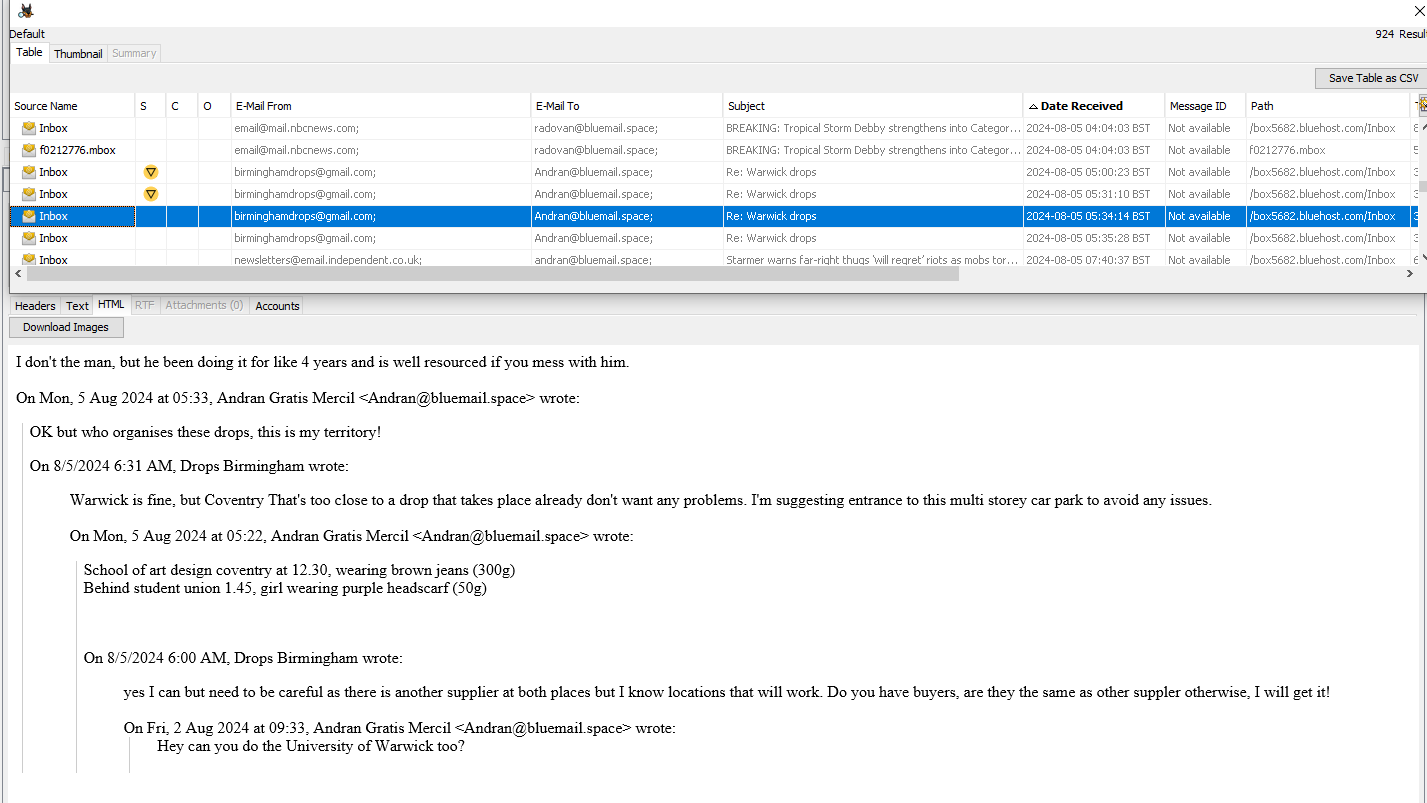 Default
924 Resul
Table Thumbnail Summary
Save Table as CSV
Source Name S C O E-Mail From E-Mail To Subject Date Received Message ID Path
Inbox email@mail.nbcnews.com; radovan@bluemail.space; BREAKING: Tropical Storm Debby strengthens into Categor... 2024-08-05 04:04:03 BST Not available /box5682.bluehost.com/Inbox 8
f0212776.mbox email@mail.nbcnews.com; radovan@bluemail.space; BREAKING: Tropical Storm Debby strengthens into Categor... 2024-08-05 04:04:03 BST Not available f0212776.mbox 5
Inbox birminghamdrops@gmail.com; Andran@bluemail.space; Re: Warwick drops 2024-08-05 05:00:23 BST Not available /box5682.bluehost.com/Inbox 3
Inbox birminghamdrops@gmail.com; Andran@bluemail.space; Re: Warwick drops 2024-08-05 05:31:10 BST Not available /box5682.bluehost.com/Inbox 3
Inbox birminghamdrops@gmail.com; Andran@bluemail.space; Re: Warwick drops 2024-08-05 05:34:14 BST Not available /box5682.bluehost.com/Inbox 3
Inbox birminghamdrops@gmail.com; Andran@bluemail.space; Re: Warwick drops 2024-08-05 05:35:28 BST Not available /box5682.bluehost.com/Inbox 3
Inbox newsletters@email.independent.co.uk; andran@bluemail.space; Starmer warns far-right thugs 'will regret' riots as mobs tor... 2024-08-05 07:40:37 BST Not available /box5682.bluehost.com/Inbox 6
Headers Text HTML RTF Attachments (0) Accounts
Download Images
I don't the man, but he been doing it for like 4 years and is well resourced if you mess with him.
On Mon, 5 Aug 2024 at 05:33, Andran Gratis Mercil <Andran@bluemail.space> wrote:
OK but who organises these drops, this is my territory!
On 8/5/2024 6:31 AM, Drops Birmingham wrote:
Warwick is fine, but Coventry That's too close to a drop that takes place already don't want any problems. I'm suggesting entrance to this multi storey car park to avoid any issues.
On Mon, 5 Aug 2024 at 05:22, Andran Gratis Mercil <Andran@bluemail.space> wrote:
School of art design coventry at 12.30, wearing brown jeans (300g)
Behind student union 1.45, girl wearing purple headscarf (50g)
On 8/5/2024 6:00 AM, Drops Birmingham wrote:
yes I can but need to be careful as there is another supplier at both places but I know locations that will work. Do you have buyers, are they the same as other suppler otherwise, I will get it!
On Fri, 2 Aug 2024 at 09:33, Andran Gratis Mercil <Andran@bluemail.space> wrote:
Hey can you do the University of Warwick too?